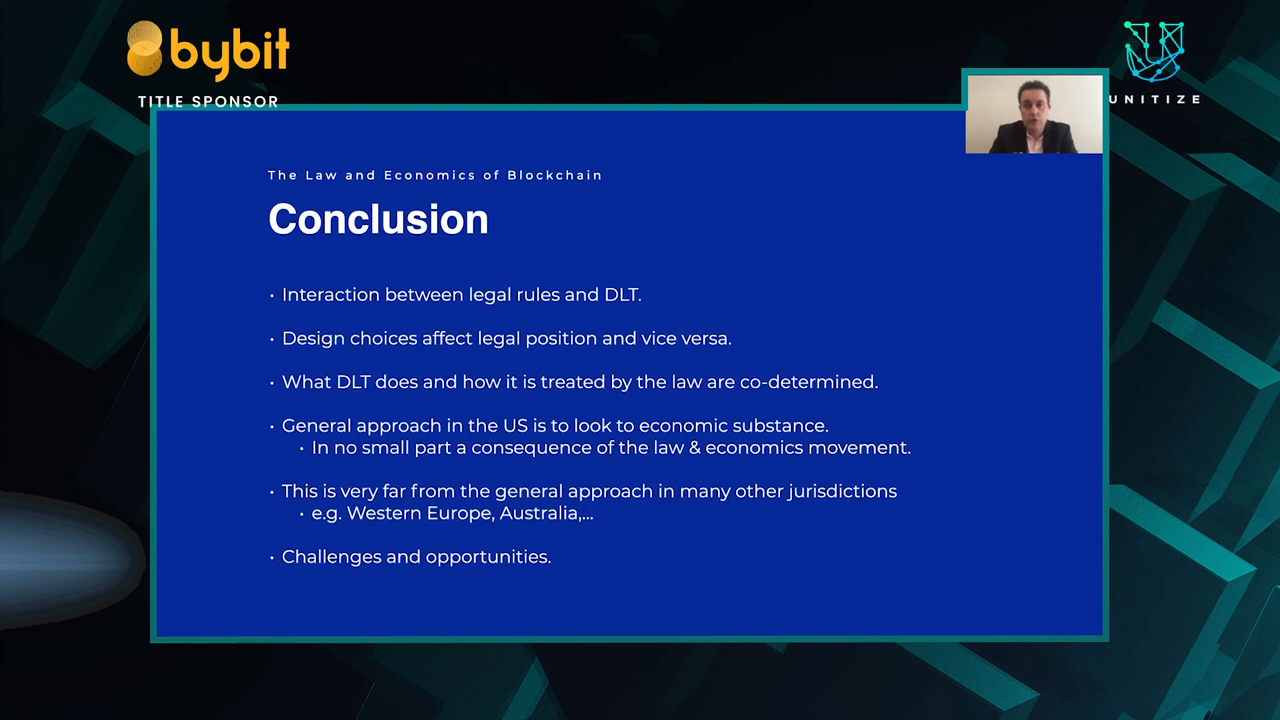 bybit
TITLE SPONSOR
UNITIZE
The Law and Economics of Blockchain
Conclusion
• Interaction between legal rules and DLT.
• Design choices affect legal position and vice versa.
• What DLT does and how it is treated by the law are co-determined.
• General approach in the US is to look to economic substance.
• In no small part a consequence of the law & economics movement.
• This is very far from the general approach in many other jurisdictions
• e.g. Western Europe, Australia,...
• Challenges and opportunities.